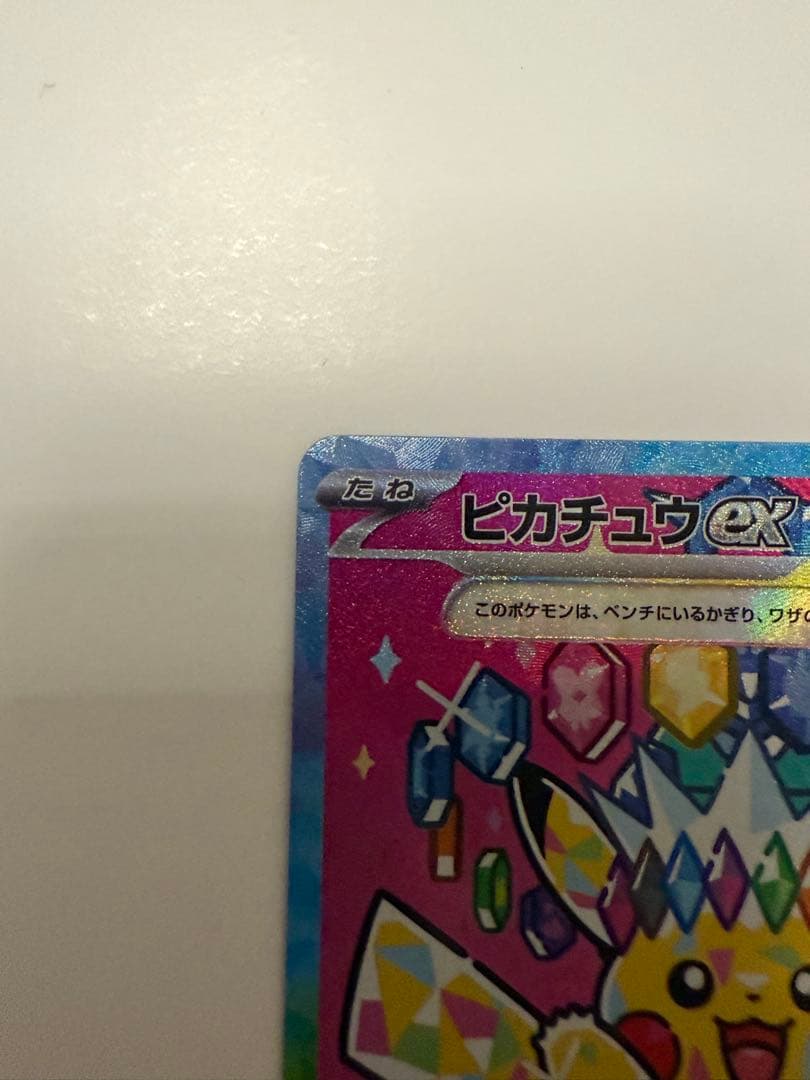 たね
ピカチュウex
このポケモンは、ベンチにいるかぎり、ワザの